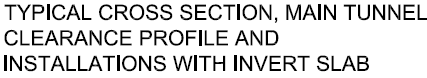 TYPICAL CROSS SECTION, MAIN TUNNEL
CLEARANCE PROFILE AND
INSTALLATIONS WITH INVERT SLAB